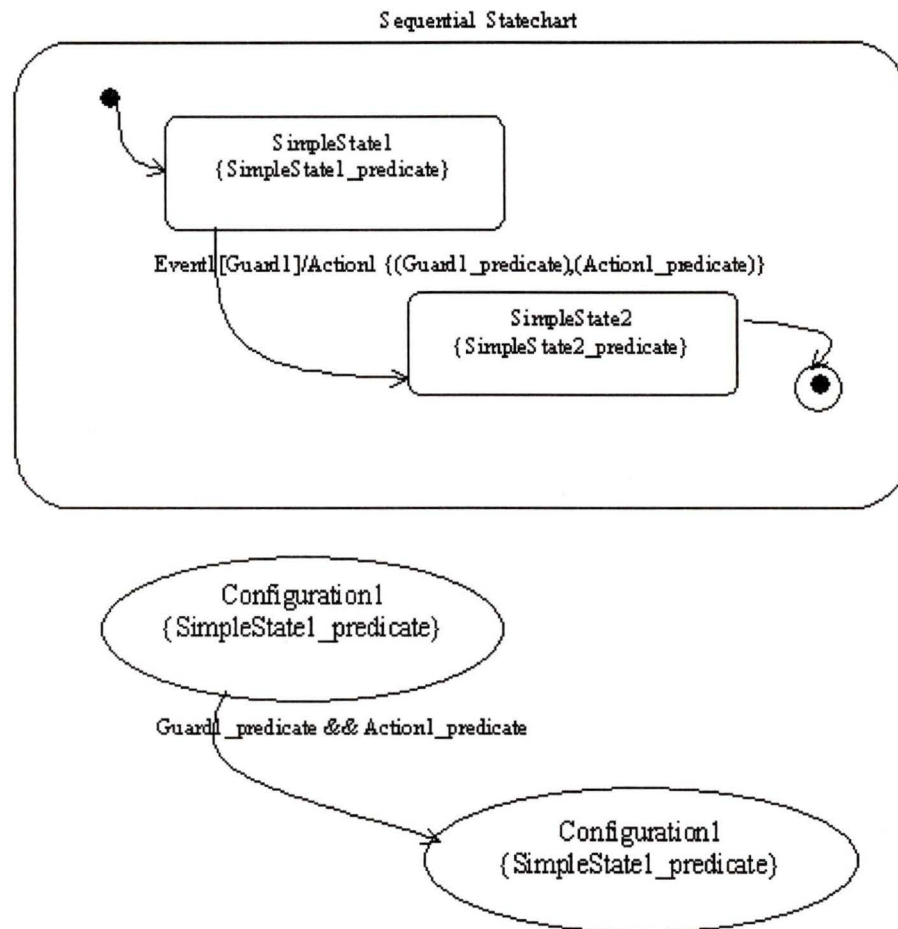 Sequential Statechart
SimpleState1
{SimpleState1_predicate}
Event1[Guard1]/Action1 {(Guard1_predicate),(Action1_predicate)}
SimpleState2
{SimpleState2_predicate}
Configuration1
{SimpleState1_predicate}
Guard1_predicate && Action1_predicate
Configuration1
{SimpleState1_predicate}